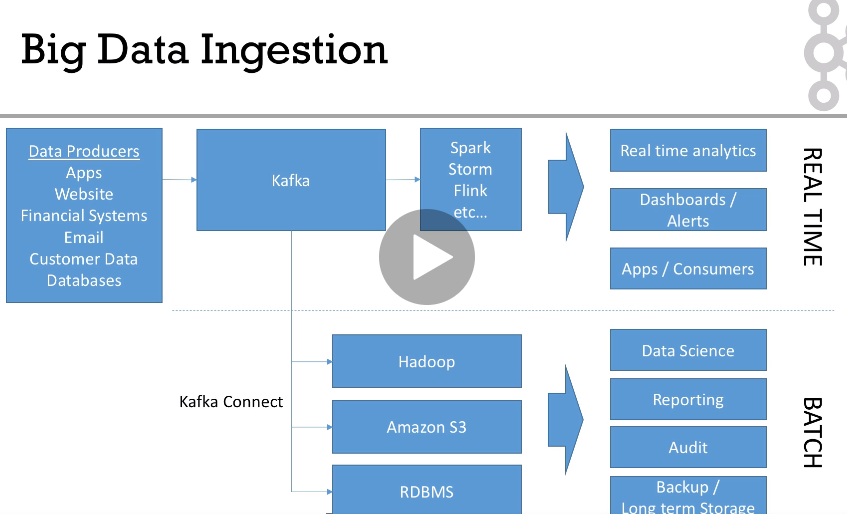 Big Data Ingestion
Data Producers
Apps
Website
Financial Systems
Email
Customer Data
Databases
Kafka
Spark
Storm
Flink
etc...
Real time analytics
Dashboards /
Alerts
Apps / Consumers
REAL TIME
Kafka Connect
Hadoop
Amazon S3
RDBMS
Data Science
Reporting
Audit
Backup /
Long term Storage
BATCH